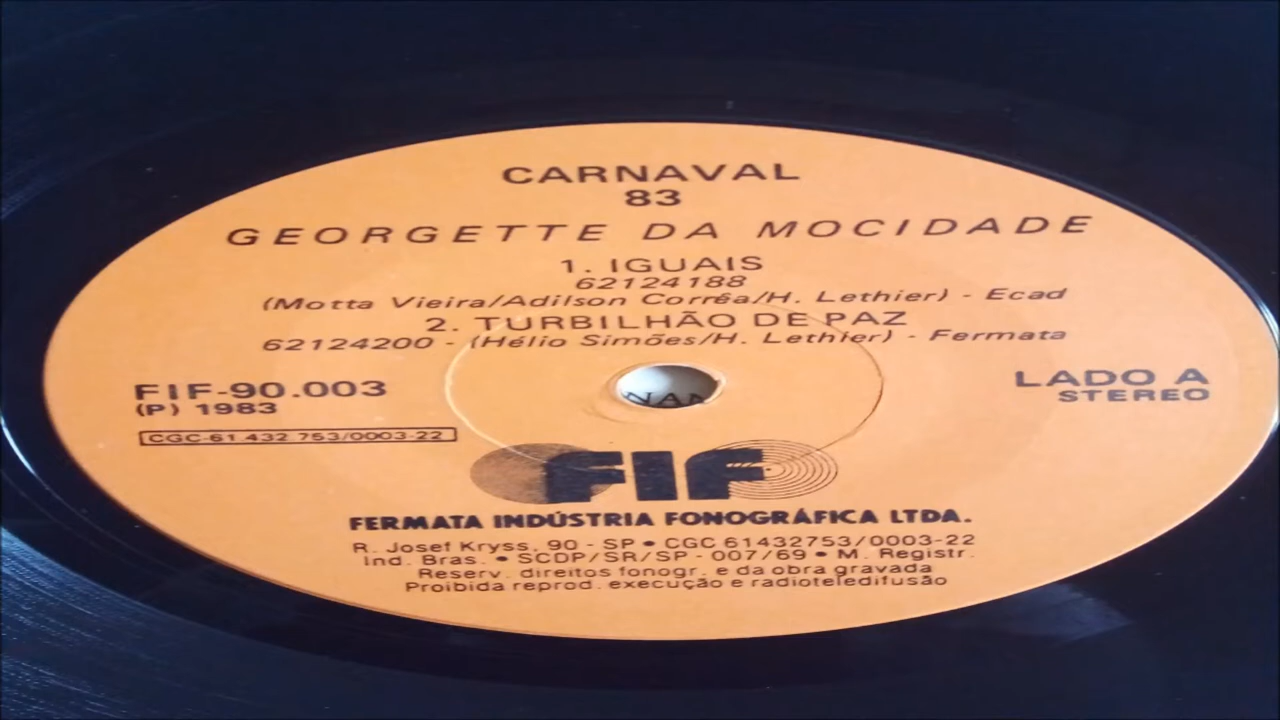 CARNAVAL
83
GEORGETTE DA MOCIDADE
1. IGUAIS
62124188
(Motta Vieira/Adilson Corrêa/H. Lethier) - Ecad
2. TURBILHÃO DE PAZ
62124200 - (Hélio Simões/H. Lethier) - Fermata
FIF-90.003
(P) 1983
CGC-61 432 753/0003-22
LADO A
STEREO
FIF
FERMATA INDÚSTRIA FONOGRÁFICA LTDA.
R. Josef Kryss, 90 - SP • CGC 61432753/0003-22
Ind. Bras. • SCDP/SR/SP - 007/69 • M. Registr.
Reserv. direitos fonogr. e da obra gravada
Proibida reprod. execução e radioteledifusão